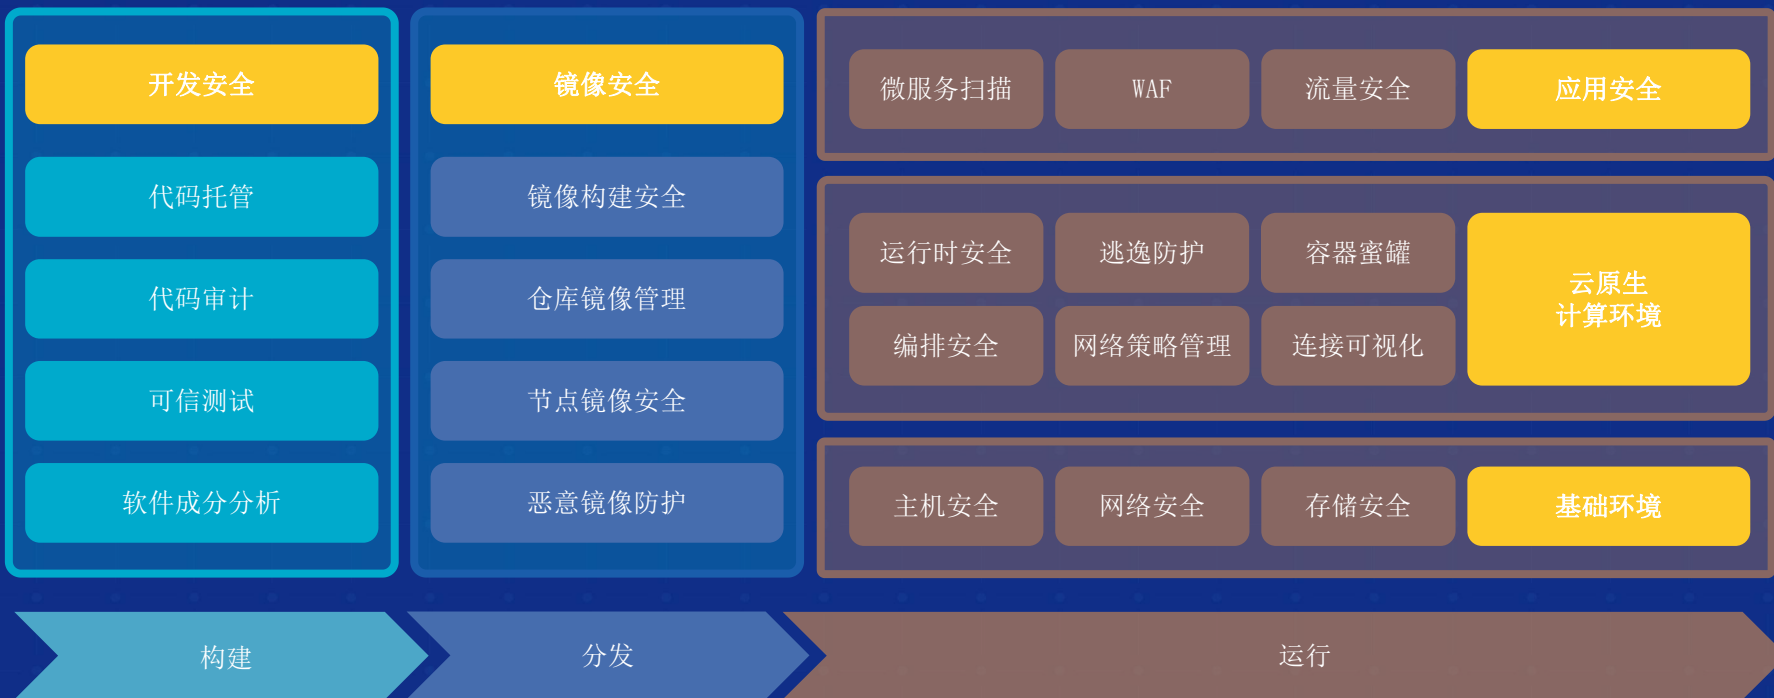 开发安全
代码托管
代码审计
可信测试
软件成分分析
镜像安全
镜像构建安全
仓库镜像管理
节点镜像安全
恶意镜像防护
微服务扫描
WAF
流量安全
应用安全
运行时安全
逃逸防护
容器蜜罐
编排安全
网络策略管理
连接可视化
云原生
计算环境
主机安全
网络安全
存储安全
基础环境
构建
分发
运行